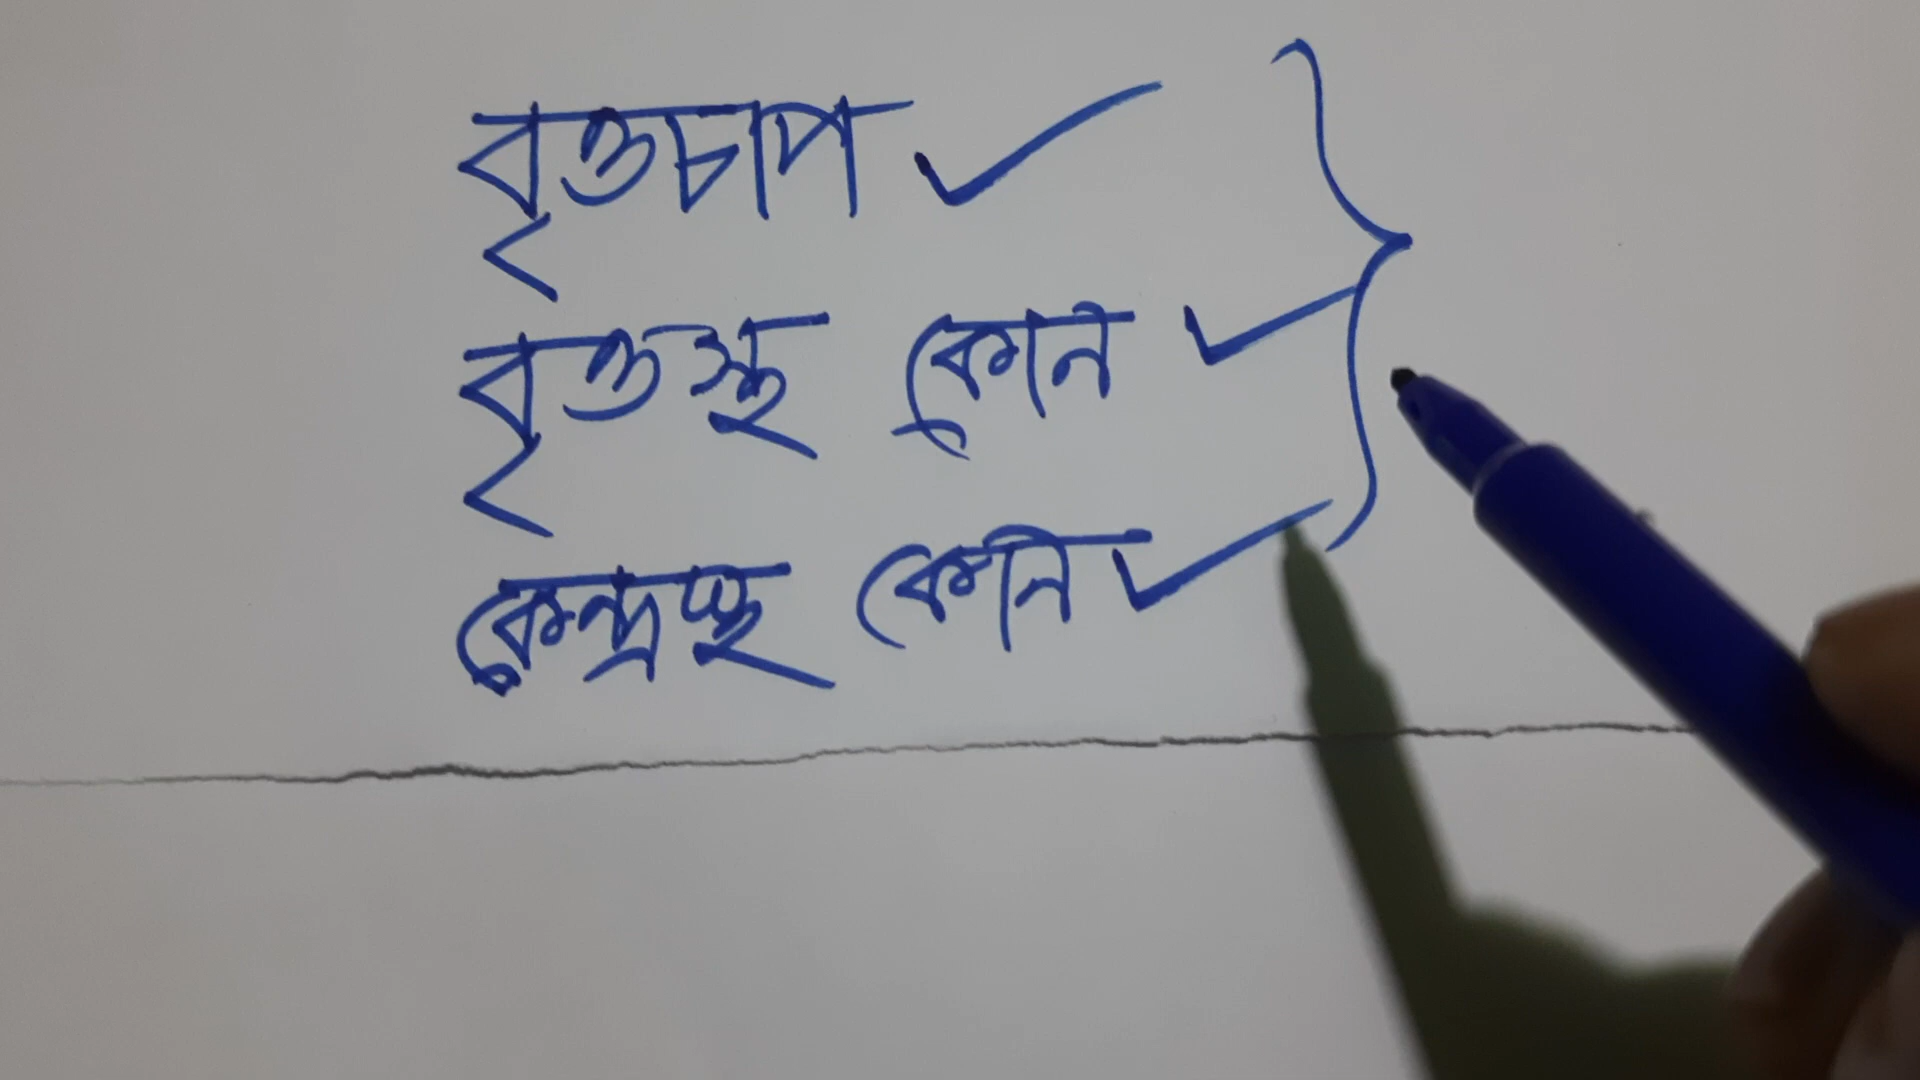 বৃত্তচাপ
বৃত্তস্থ কোন
কেন্দ্রস্থ কোন